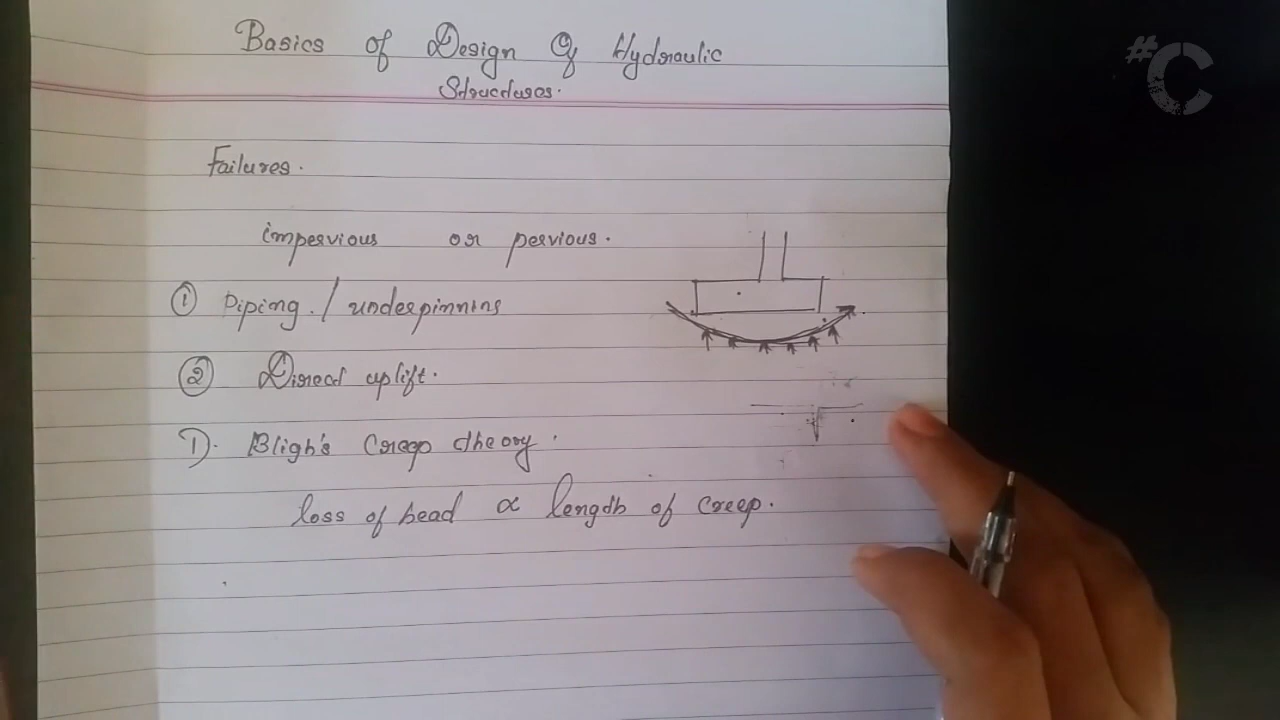 #C
Basics of Design Of Hydraulic
Structures.
Failures.
impervious or pervious.
① Piping. / underpinning
② Direct uplift.
1). Bligh's Creep theory.
loss of head ∝ length of creep.